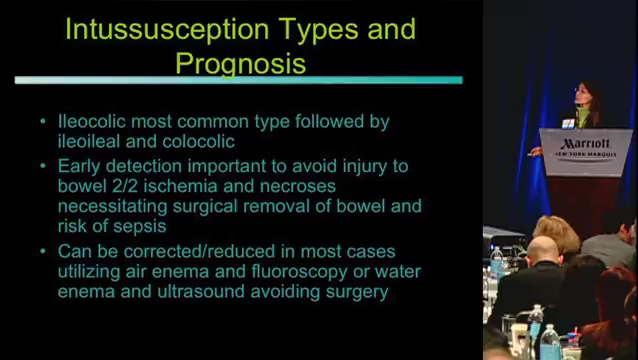 Intussusception Types and
Prognosis
• Ileocolic most common type followed by
ileoileal and colocolic
• Early detection important to avoid injury to
bowel 2/2 ischemia and necroses
necessitating surgical removal of bowel and
risk of sepsis
• Can be corrected/reduced in most cases
utilizing air enema and fluoroscopy or water
enema and ultrasound avoiding surgery
Marriott
NEW YORK MARQUIS